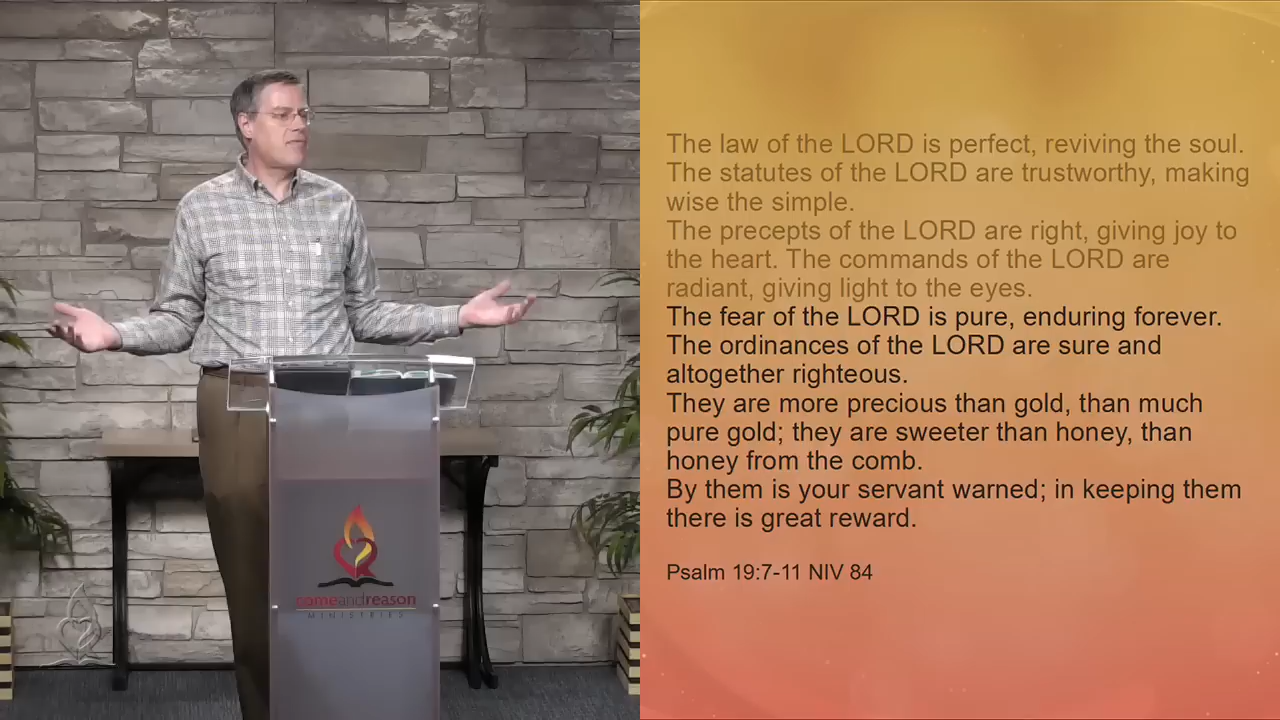 comeandreason
MINISTRIES
The law of the LORD is perfect, reviving the soul.
The statutes of the LORD are trustworthy, making
wise the simple.
The precepts of the LORD are right, giving joy to
the heart. The commands of the LORD are
radiant, giving light to the eyes.
The fear of the LORD is pure, enduring forever.
The ordinances of the LORD are sure and
altogether righteous.
They are more precious than gold, than much
pure gold; they are sweeter than honey, than
honey from the comb.
By them is your servant warned; in keeping them
there is great reward.
Psalm 19:7-11 NIV 84